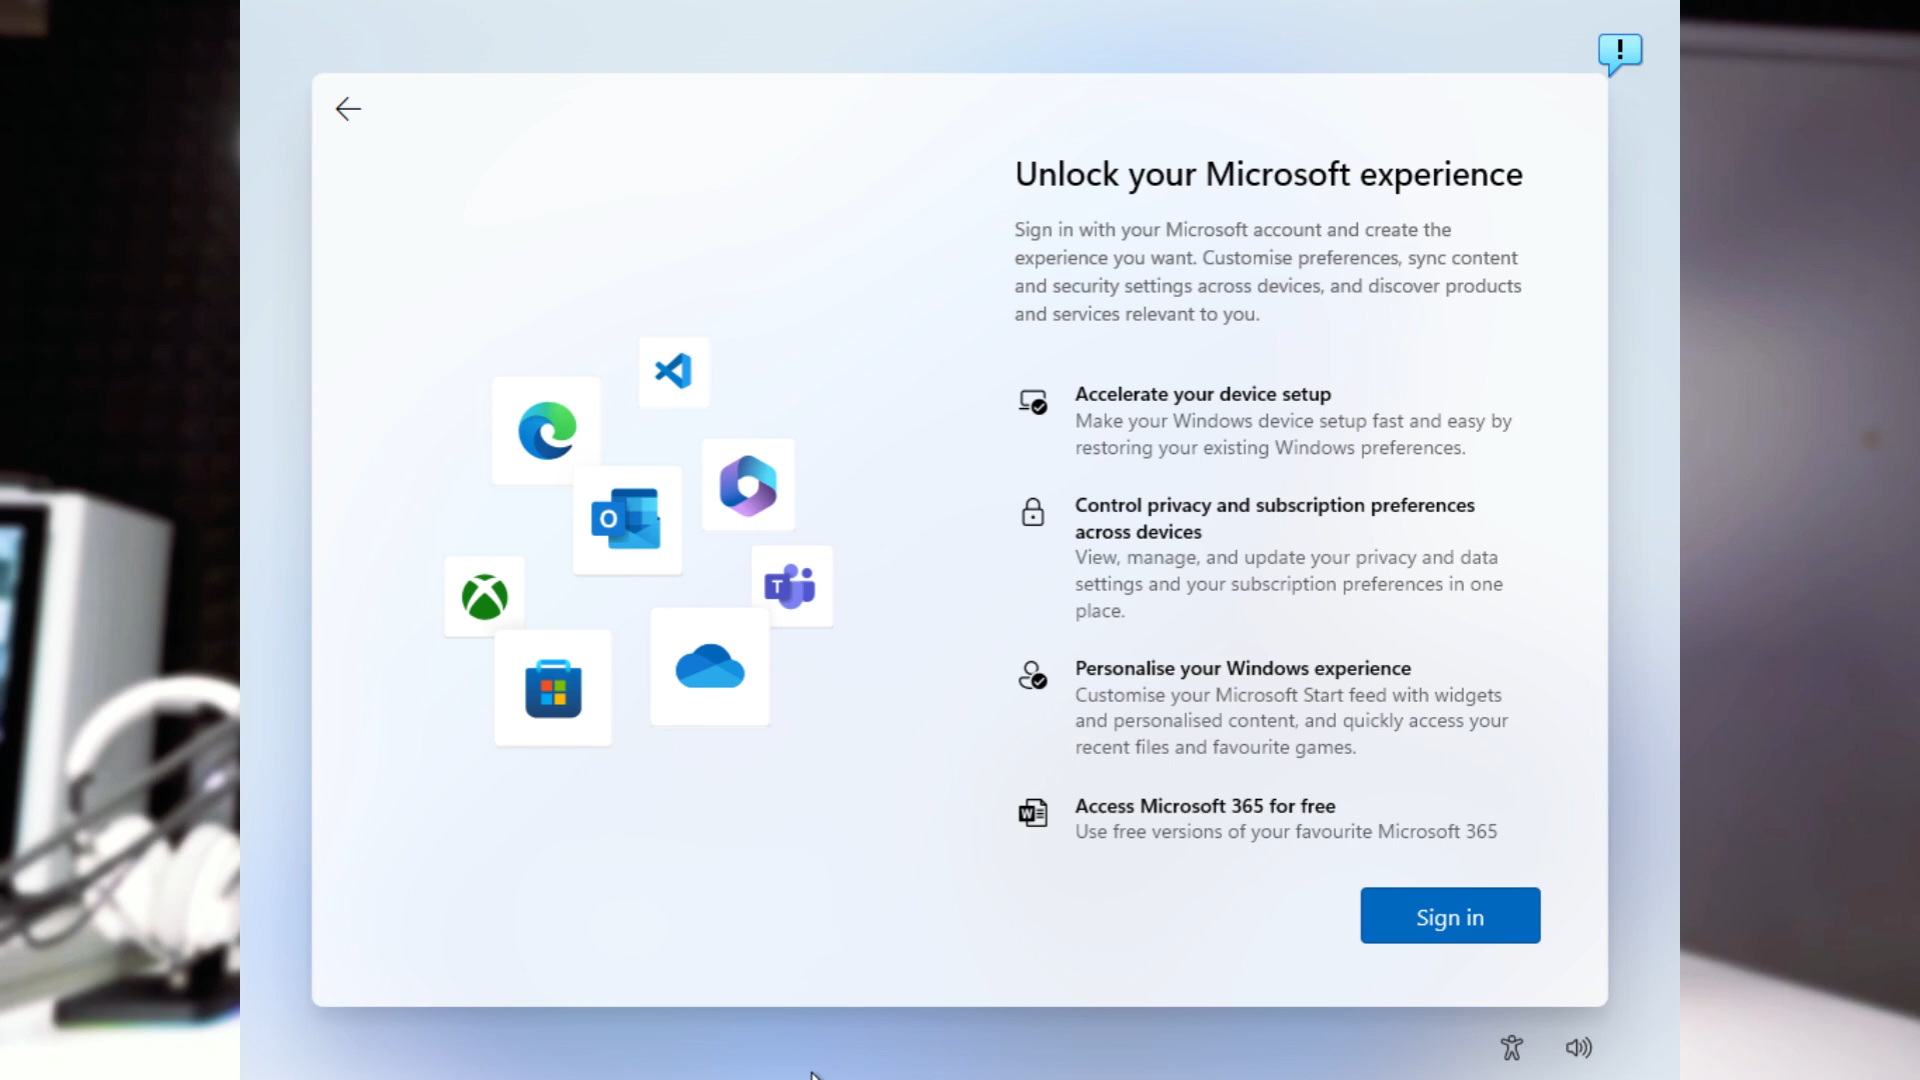 !
Unlock your Microsoft experience
Sign in with your Microsoft account and create the
experience you want. Customise preferences, sync content
and security settings across devices, and discover products
and services relevant to you.
Accelerate your device setup
Make your Windows device setup fast and easy by
restoring your existing Windows preferences.
Control privacy and subscription preferences
across devices
View, manage, and update your privacy and data
settings and your subscription preferences in one
place.
Personalise your Windows experience
Customise your Microsoft Start feed with widgets
and personalised content, and quickly access your
recent files and favourite games.
W
Access Microsoft 365 for free
Use free versions of your favourite Microsoft 365
Sign in
O
T